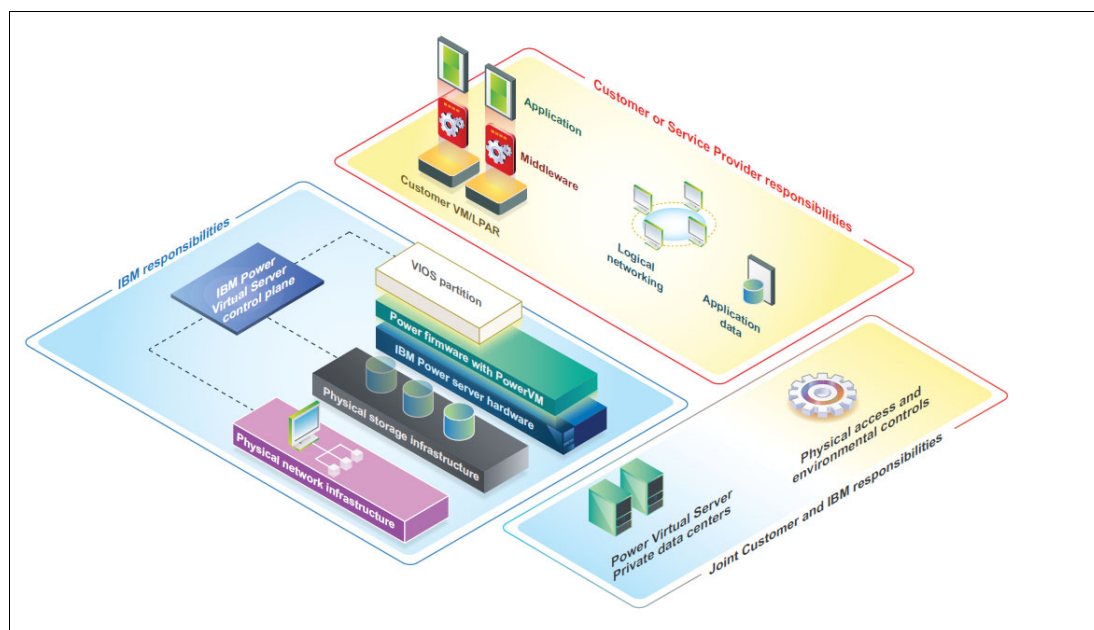 Customer or Service Provider responsibilities
Application
Middleware
Customer VM/LPAR
Logical
networking
Application
data
IBM responsibilities
IBM Power
Virtual Server
control plane
VIOS partition
Power firmware with PowerVM
IBM Power server hardware
Physical storage infrastructure
Physical network infrastructure
Physical access and
environmental controls
Power Virtual Server
Private data centers
Joint Customer and IBM responsibilities